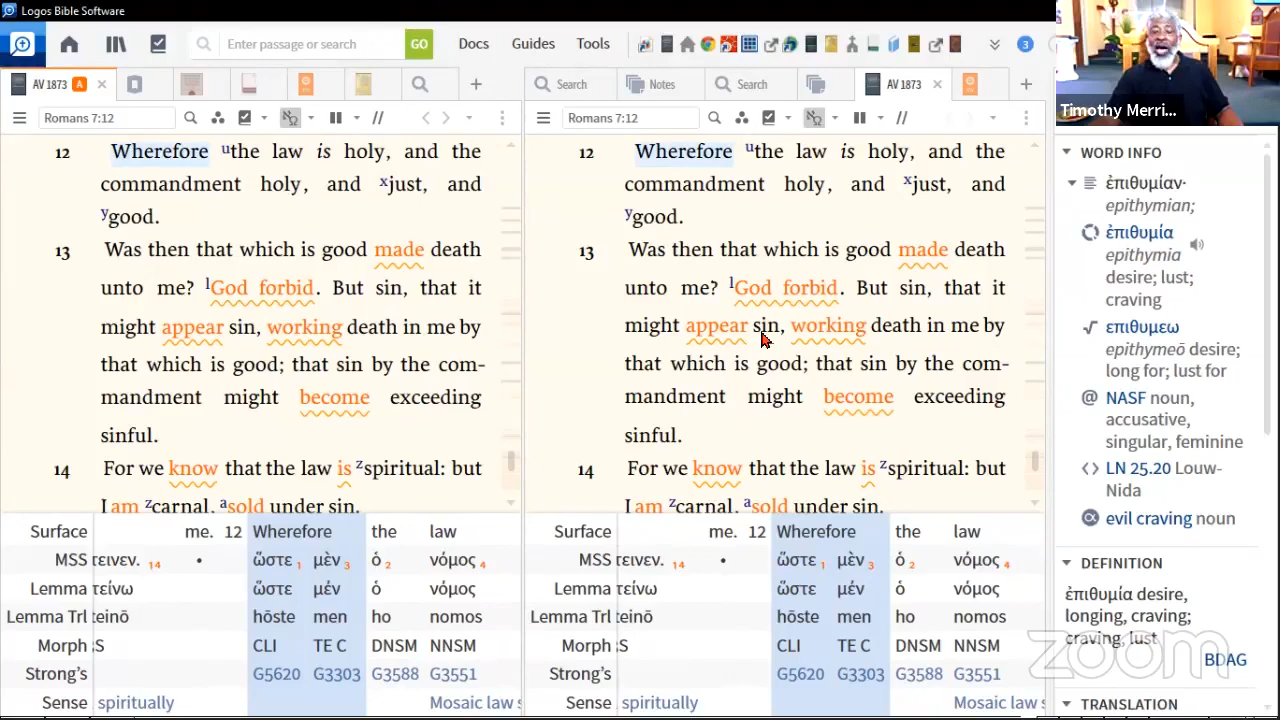 Logos Bible Software
Enter passage or search
GO
Docs
Guides
Tools
3
AV 1873 A
Search
Notes
Search
AV 1873
Romans 7:12
Romans 7:12
12 Wherefore uthe law is holy, and the
commandment holy, and xjust, and
ygood.
13 Was then that which is good made death
unto me? lGod forbid. But sin, that it
might appear sin, working death in me by
that which is good; that sin by the com-
mandment might become exceeding
sinful.
14 For we know that the law is zspiritual: but
I am zcarnal, asold under sin.
12 Wherefore uthe law is holy, and the
commandment holy, and xjust, and
ygood.
13 Was then that which is good made death
unto me? lGod forbid. But sin, that it
might appear sin, working death in me by
that which is good; that sin by the com-
mandment might become exceeding
sinful.
14 For we know that the law is zspiritual: but
I am zcarnal, asold under sin.
Surface me. 12 Wherefore the law
MSS τεινεν. 14 • ὥστε 1 μὲν 3 ὁ 2 νόμος 4
Lemma τείνω ὥστε μέν ὁ νόμος
Lemma Trl teinō hōste men ho nomos
Morph S CLI TE C DNSM NNSM
Strong's G5620 G3303 G3588 G3551
Sense spiritually Mosaic law s
Surface me. 12 Wherefore the law
MSS τεινεν. 14 • ὥστε 1 μὲν 3 ὁ 2 νόμος 4
Lemma τείνω ὥστε μέν ὁ νόμος
Lemma Trl teinō hōste men ho nomos
Morph S CLI TE C DNSM NNSM
Strong's G5620 G3303 G3588 G3551
Sense spiritually Mosaic law s
Timothy Merri...
WORD INFO
ἐπιθυμίαν·
epithymian;
ἐπιθυμία
epithymia
desire; lust;
craving
επιθυμεω
epithymeō desire;
long for; lust for
NASF noun,
accusative,
singular, feminine
LN 25.20 Louw-
Nida
evil craving noun
DEFINITION
ἐπιθυμία desire,
longing, craving;
craving, lust
BDAG
TRANSLATION
zoom